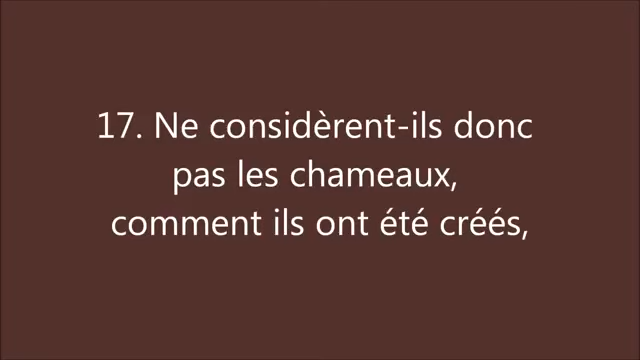 17. Ne considèrent-ils donc
pas les chameaux,
comment ils ont été créés,